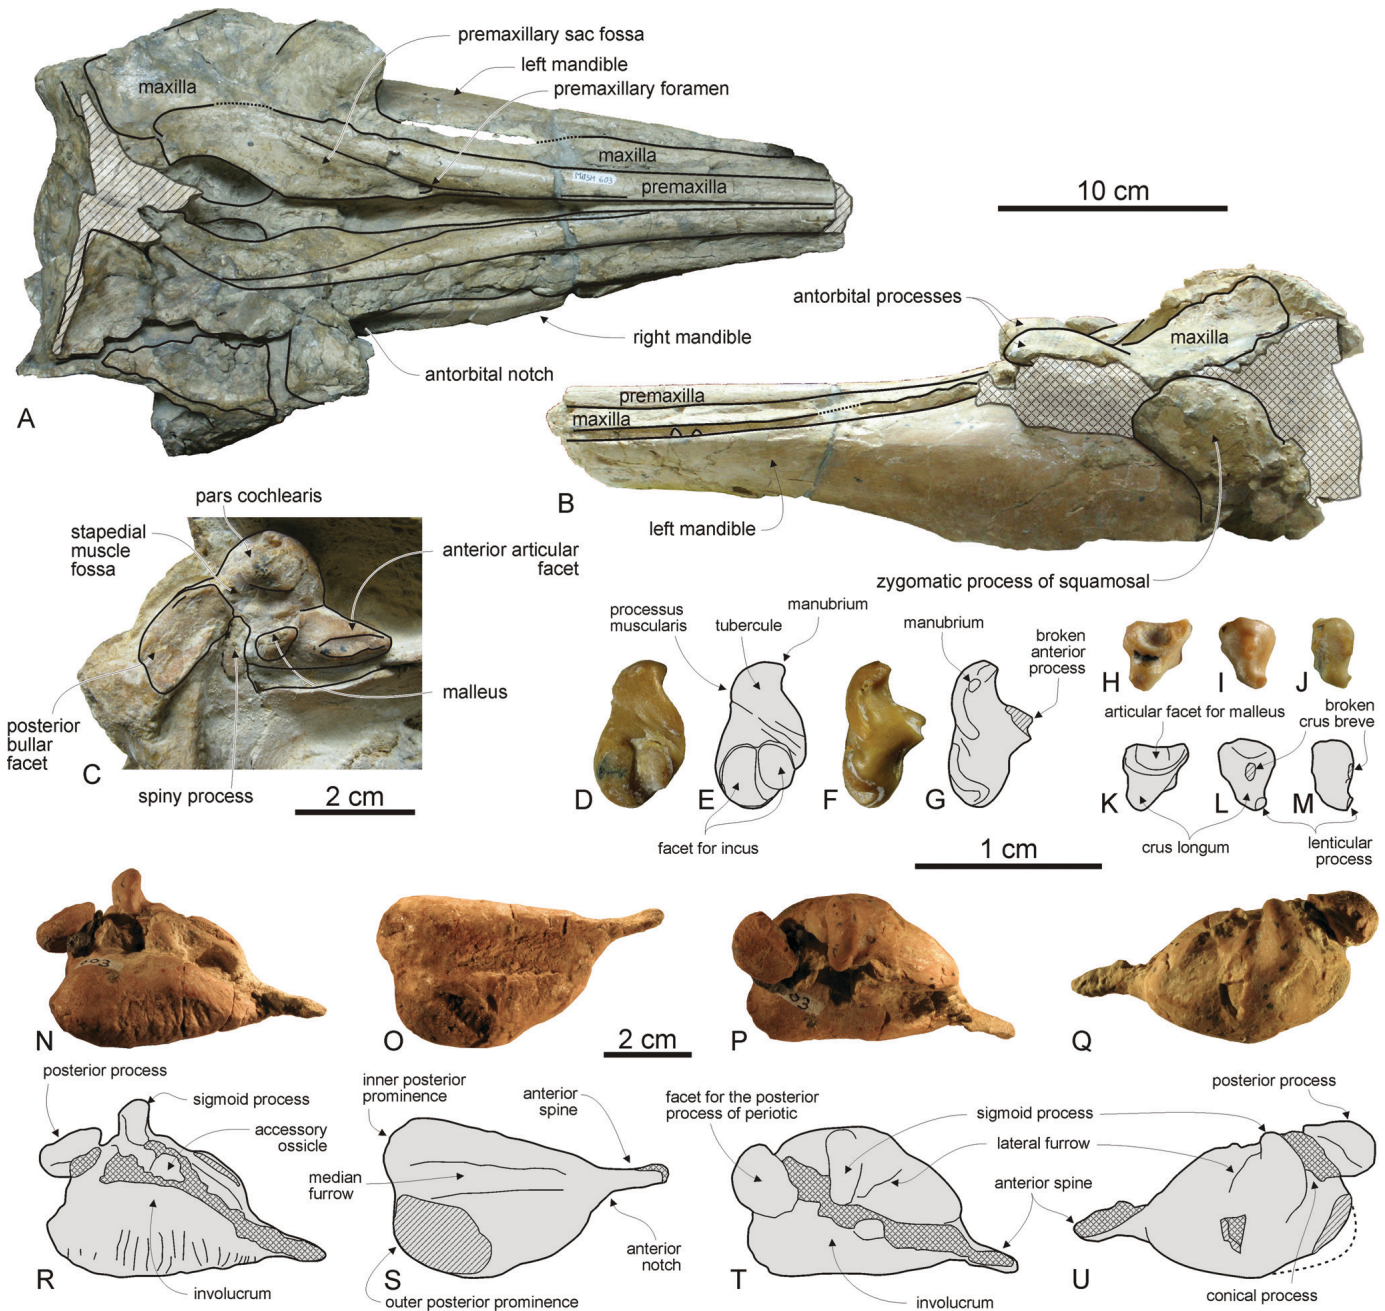 premaxillary sac fossa
left mandible
maxilla
premaxillary foramen
maxilla
MUSM 603
premaxilla
10 cm
antorbital processes
right mandible
maxilla
antorbital notch
A
premaxilla
maxilla
pars cochlearis
B
stapedial
muscle
fossa
left mandible
anterior articular
facet
zygomatic process of squamosal
processus
muscularis
manubrium
tubercule
manubrium
broken
anterior
process
H
I
J
malleus
articular facet for malleus
broken
crus breve
posterior
bullar
facet
C
spiny process
D
E
F
G
K
L
M
2 cm
facet for incus
crus longum
lenticular
process
1 cm
603
N
O
2 cm
P
Q
posterior process
sigmoid process
accessory
ossicle
inner posterior
prominence
anterior
spine
facet for the posterior
process of periotic
sigmoid process
posterior process
lateral furrow
median
furrow
anterior spine
anterior
notch
R
involucrum
S
outer posterior prominence
T
involucrum
U
conical process